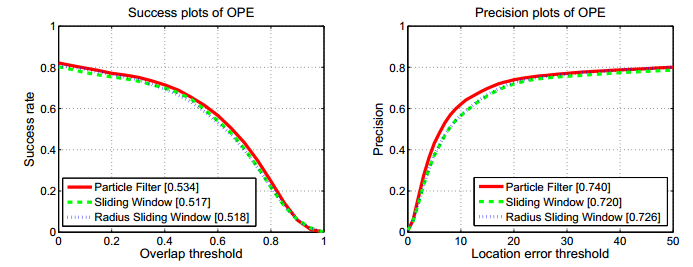 Success plots of OPE
1
0.8
0.6
0.4
0.2
0
Success rate
0
0.2
0.4
0.6
0.8
1
Overlap threshold
Particle Filter [0.534]
Sliding Window [0.517]
Radius Sliding Window [0.518]
Precision plots of OPE
1
0.8
0.6
0.4
0.2
0
Precision
0
10
20
30
40
50
Location error threshold
Particle Filter [0.740]
Sliding Window [0.720]
Radius Sliding Window [0.726]